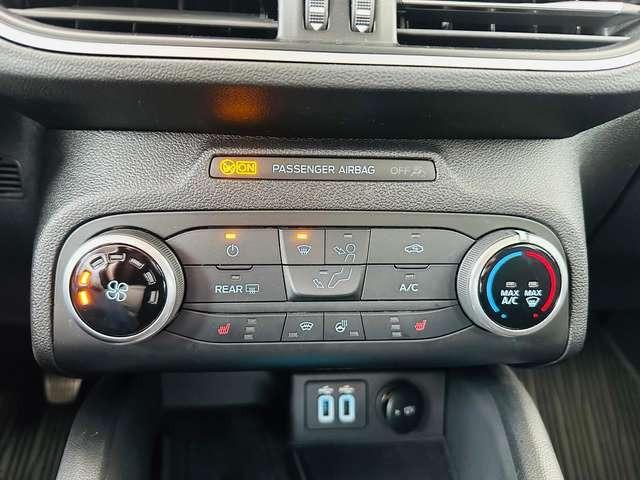 ON PASSENGER AIRBAG OFF
REAR A/C
MAX A/C MAX